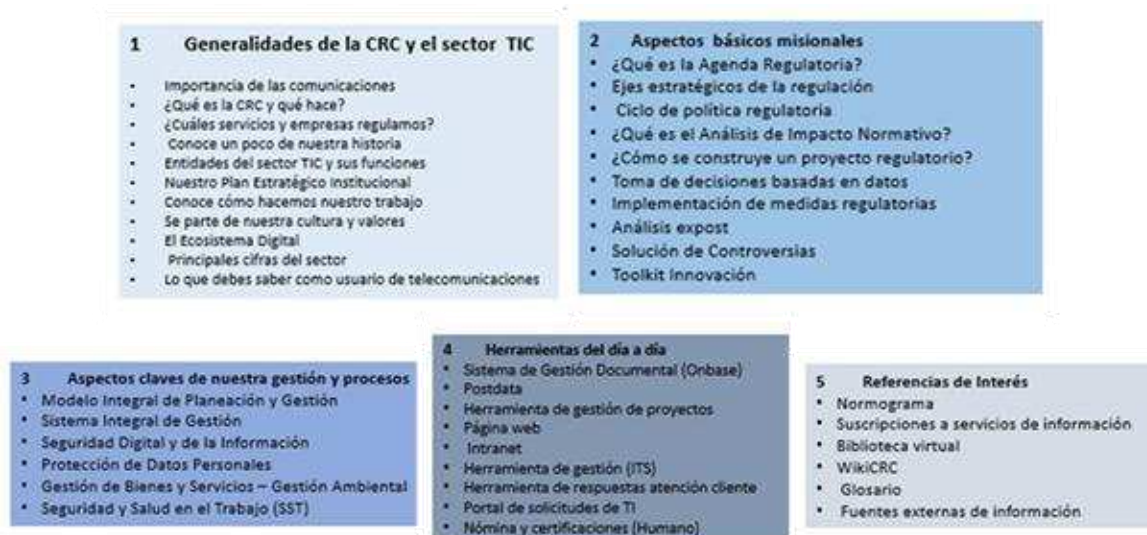 1 Generalidades de la CRC y el sector TIC
• Importancia de las comunicaciones
• ¿Qué es la CRC y qué hace?
• ¿Cuáles servicios y empresas regulamos?
• Conoce un poco de nuestra historia
• Entidades del sector TIC y sus funciones
• Nuestro Plan Estratégico Institucional
• Conoce cómo hacemos nuestro trabajo
• Se parte de nuestra cultura y valores
• El Ecosistema Digital
• Principales cifras del sector
• Lo que debes saber como usuario de telecomunicaciones
2 Aspectos básicos misionales
• ¿Qué es la Agenda Regulatoria?
• Ejes estratégicos de la regulación
• Ciclo de política regulatoria
• ¿Qué es el Análisis de Impacto Normativo?
• ¿Cómo se construye un proyecto regulatorio?
• Toma de decisiones basadas en datos
• Implementación de medidas regulatorias
• Análisis expost
• Solución de Controversias
• Toolkit Innovación
3 Aspectos claves de nuestra gestión y procesos
• Modelo Integral de Planeación y Gestión
• Sistema Integral de Gestión
• Seguridad Digital y de la Información
• Protección de Datos Personales
• Gestión de Bienes y Servicios – Gestión Ambiental
• Seguridad y Salud en el Trabajo (SST)
4 Herramientas del día a día
• Sistema de Gestión Documental (Onbase)
• Postdata
• Herramienta de gestión de proyectos
• Página web
• Intranet
• Herramienta de gestión (ITS)
• Herramienta de respuestas atención cliente
• Portal de solicitudes de TI
• Nómina y certificaciones (Humano)
5 Referencias de Interés
• Normograma
• Suscripciones a servicios de información
• Biblioteca virtual
• WikiCRC
• Glosario
• Fuentes externas de información